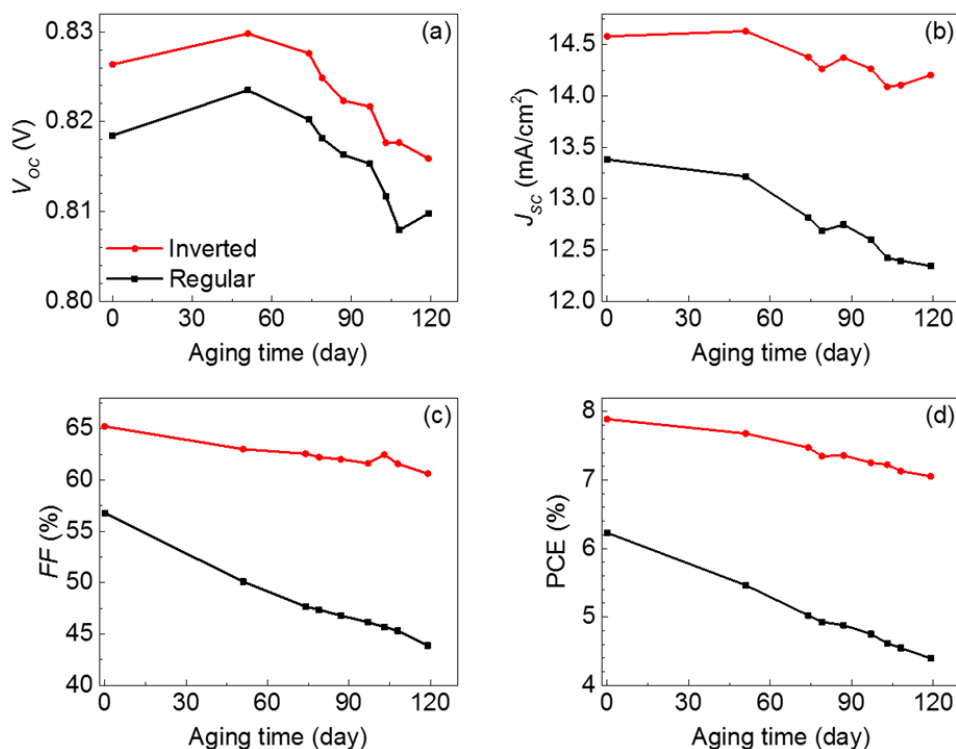 (a)
0.83
0.82
0.81
0.80
V_OC (V)
Inverted
Regular
0 30 60 90 120
Aging time (day)
(b)
14.5
14.0
13.5
13.0
12.5
12.0
J_sc (mA/cm²)
0 30 60 90 120
Aging time (day)
(c)
65
60
55
50
45
40
FF (%)
0 30 60 90 120
Aging time (day)
(d)
8
7
6
5
4
PCE (%)
0 30 60 90 120
Aging time (day)